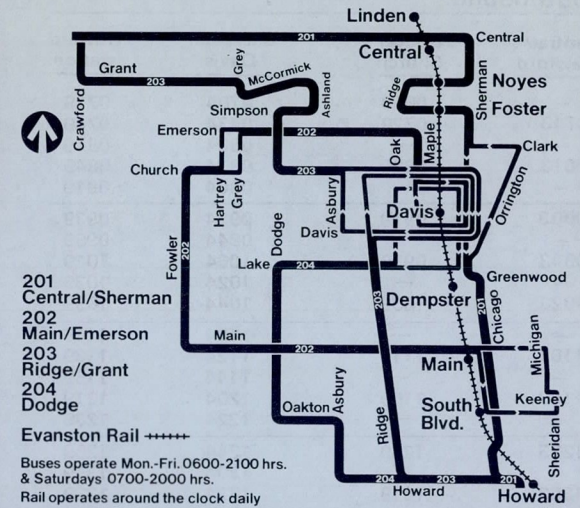 Linden
201
Central
Central
Grant
203
Grey
McCormick
Ashland
Ridge
Sherman
Noyes
Crawford
Simpson
Foster
Emerson
202
Oak
Maple
Clark
Church
203
Orrington
Hartrey
Grey
Asbury
Davis
Davis
Dodge
Lake
204
Greenwood
Fowler
202
203
Dempster
201
Chicago
201
Central/Sherman
202
Main/Emerson
203
Ridge/Grant
204
Dodge
Main
202
Main
Michigan
Oakton
Asbury
Ridge
South
Blvd.
Keeney
Sheridan
Evanston Rail
Buses operate Mon.-Fri. 0600-2100 hrs.
& Saturdays 0700-2000 hrs.
Rail operates around the clock daily
204
203
201
Howard
Howard